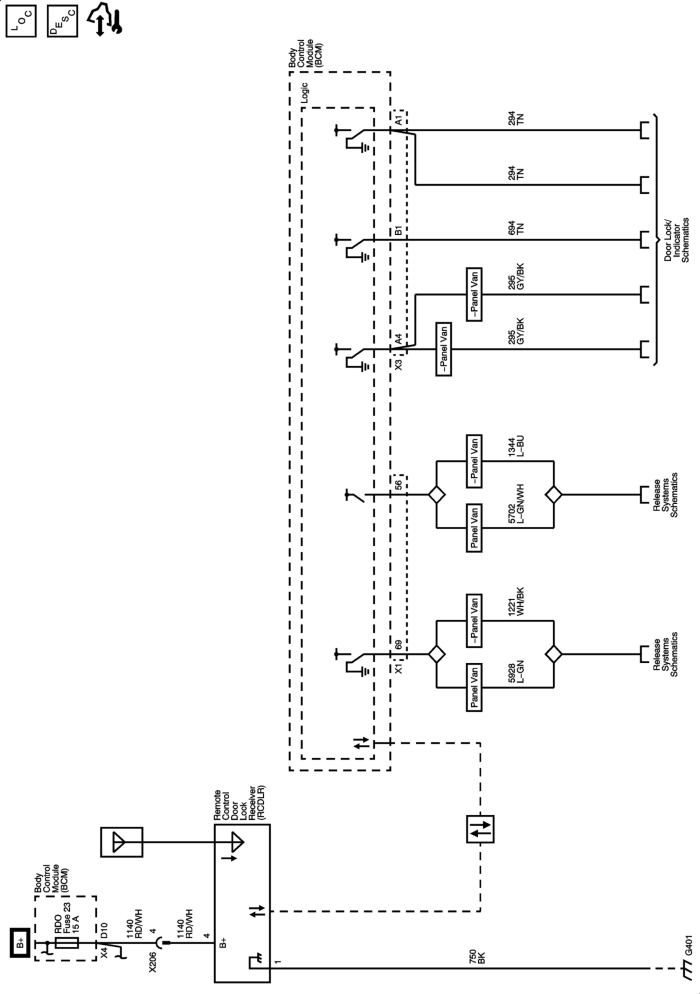 LOC
DESC
B+
Body
Control
Module
(BCM)
RDO
Fuse 23
15 A
X4
D10
1140
RD/WH
X206
4
1140
RD/WH
4
B+
Remote
Control
Door
Lock
Receiver
(RCDLR)
1
750
BK
G401
Body
Control
Module
(BCM)
Logic
X1
69
Panel Van
5928
L-GN
–Panel Van
1221
WH/BK
Release
Systems
Schematics
56
Panel Van
5702
L-GN/WH
–Panel Van
1344
L-BU
Release
Systems
Schematics
X3
A4
–Panel Van
295
GY/BK
–Panel Van
295
GY/BK
B1
694
TN
A1
294
TN
294
TN
Door Lock/
Indicator
Schematics